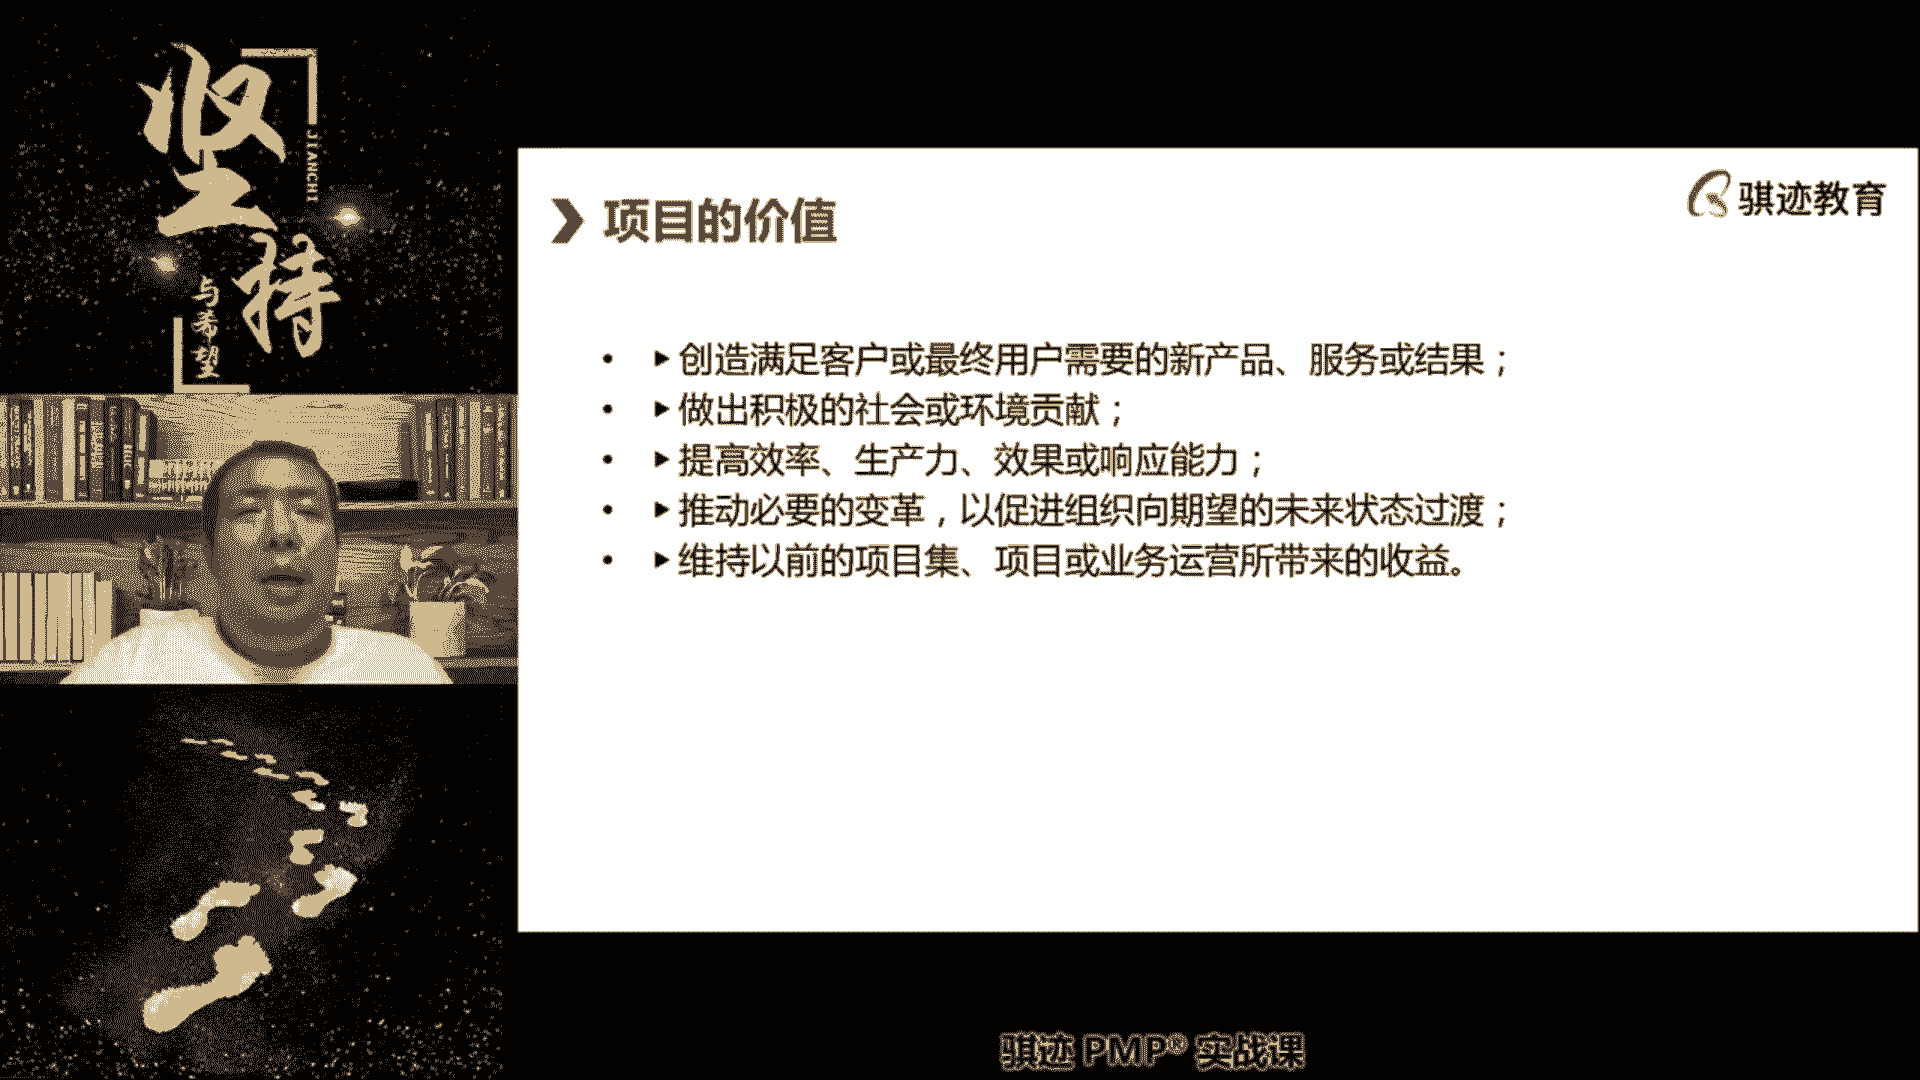 坚持
JIANCHI
与希望
项目的价值
骐迹教育
• ►创造满足客户或最终用户需要的新产品、服务或结果；
• ►做出积极的社会或环境贡献；
• ►提高效率、生产力、效果或响应能力；
• ►推动必要的变革，以促进组织向期望的未来状态过渡；
• ►维持以前的项目集、项目或业务运营所带来的收益。
骐迹 PMP® 实战课